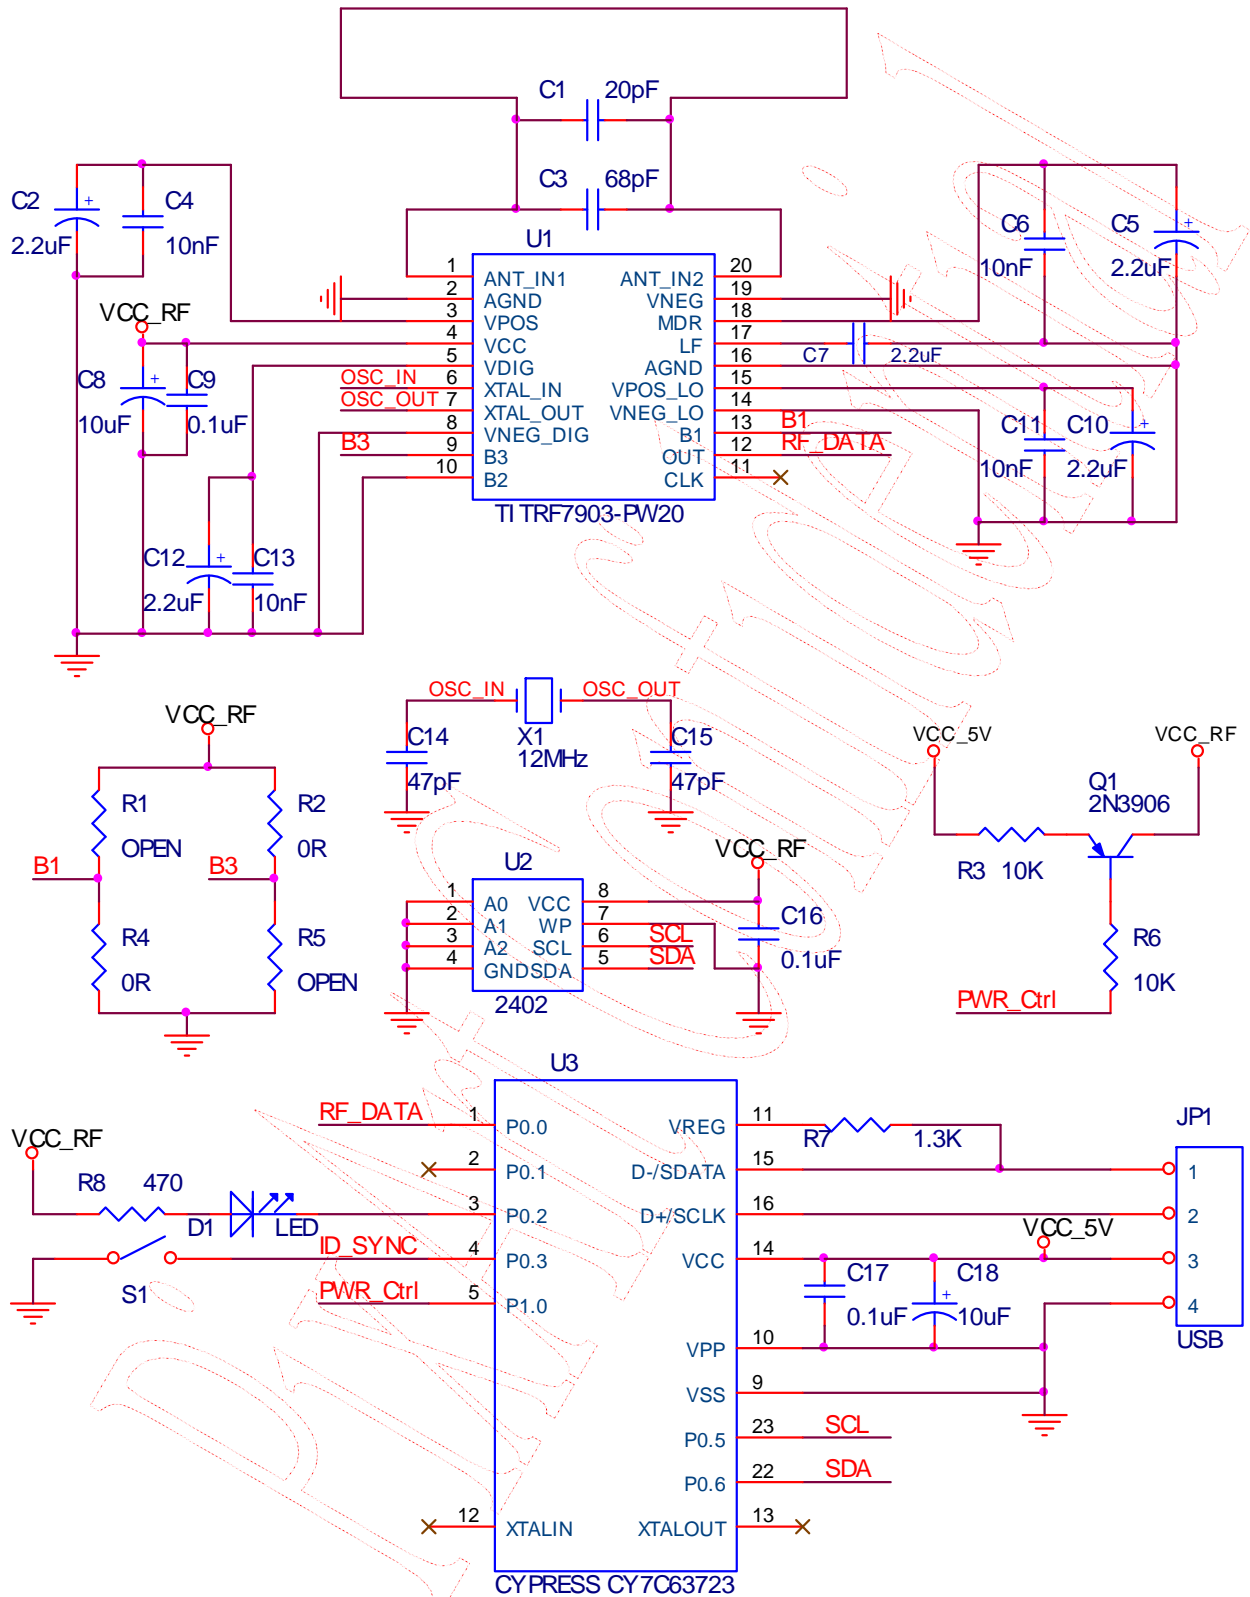 C1 20pF
C3 68pF
C2
2.2uF
C4
10nF
U1
1 ANT_IN1
2 AGND
3 VPOS
4 VCC
5 VDIG
6 XTAL_IN
7 XTAL_OUT
8 VNEG_DIG
9 B3
10 B2
ANT_IN2 20
VNEG 19
MDR 18
LF 17
AGND 16
VPOS_LO 15
VNEG_LO 14
B1 13
OUT 12
CLK 11
TI TRF7903-PW20
C6
10nF
C5
+
2.2uF
C7 2.2uF
VCC_RF
C8
+
10uF
C9
0.1uF
OSC_IN
OSC_OUT
B3
B1
RF_DATA
C11
10nF
C10
+
2.2uF
C12
+
2.2uF
C13
10nF
OSC_IN
OSC_OUT
X1
12MHz
C14
47pF
C15
47pF
VCC_RF
R1
OPEN
R2
0R
B1
B3
R4
0R
R5
OPEN
U2
1 A0
2 A1
3 A2
4 GND
VCC 8
WP 7
SCL 6
SDA 5
2402
VCC_RF
SCL
SDA
C16
0.1uF
VCC_5V
VCC_RF
Q1
2N3906
R3 10K
R6
10K
PWR_Ctrl
U3
RF_DATA 1 P0.0
2 P0.1
3 P0.2
ID_SYNC 4 P0.3
PWR_Ctrl 5 P1.0
12 XTALIN
VREG 11
D-/SDATA 15
D+/SCLK 16
VCC 14
VPP 10
VSS 9
P0.5 23 SCL
P0.6 22 SDA
XTALOUT 13
CYPRESS CY7C63723
VCC_RF
R8 470
D1 LED
S1
R7 1.3K
VCC_5V
C17
0.1uF
C18
+
10uF
JP1
1
2
3
4
USB